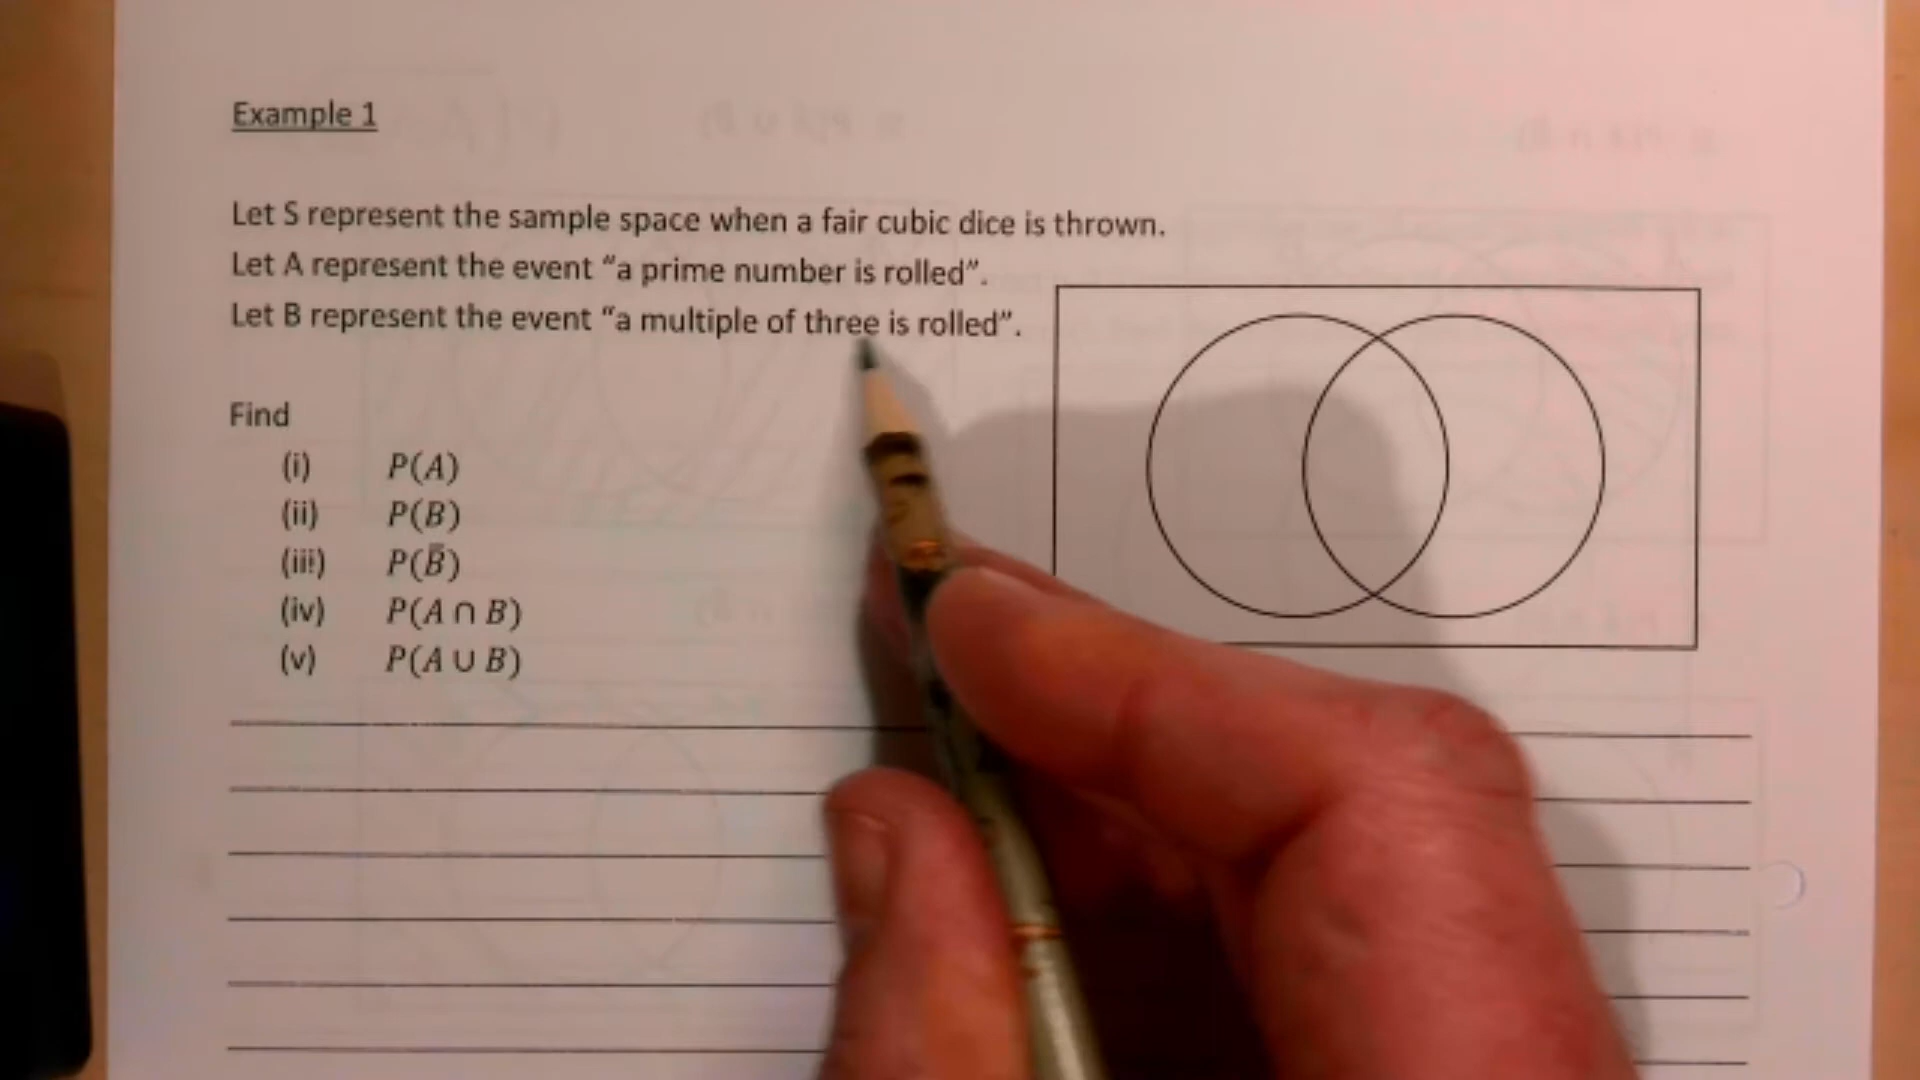 Example 1
Let S represent the sample space when a fair cubic dice is thrown.
Let A represent the event “a prime number is rolled”.
Let B represent the event “a multiple of three is rolled”.
Find
(i) P(A)
(ii) P(B)
(iii) P(B̄)
(iv) P(A ∩ B)
(v) P(A ∪ B)